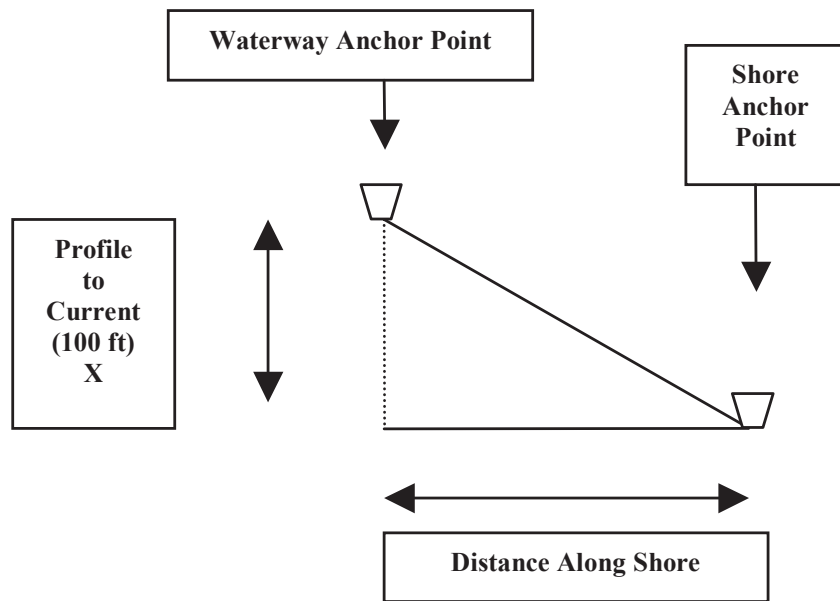 Waterway Anchor Point
Shore
Anchor
Point
Profile
to
Current
(100 ft)
X
Distance Along Shore